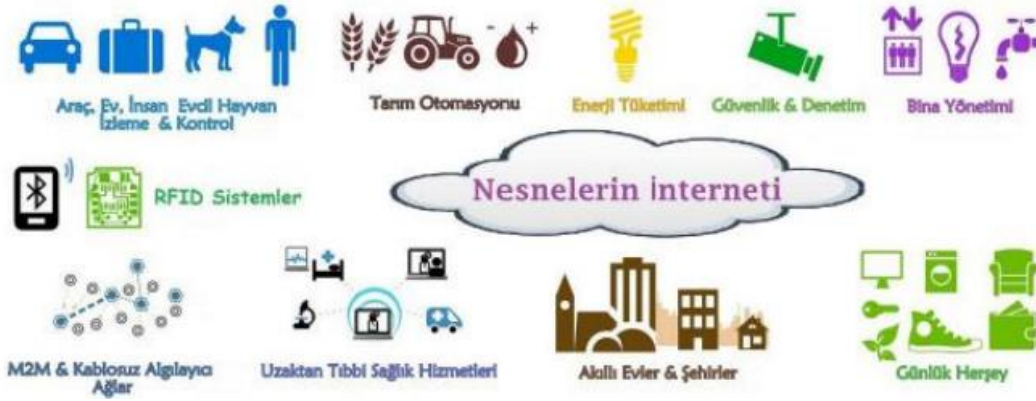 Araç, Ev, İnsan Evcil Hayvan
İzleme & Kontrol
Tarım Otomasyonu
Enerji Tüketimi
Güvenlik & Denetim
Bina Yönetimi
RFID Sistemler
Nesnelerin İnterneti
M2M & Kablosuz Algılayıcı
Ağlar
Uzaktan Tıbbi Sağlık Hizmetleri
Akıllı Evler & Şehirler
Günlük Herşey